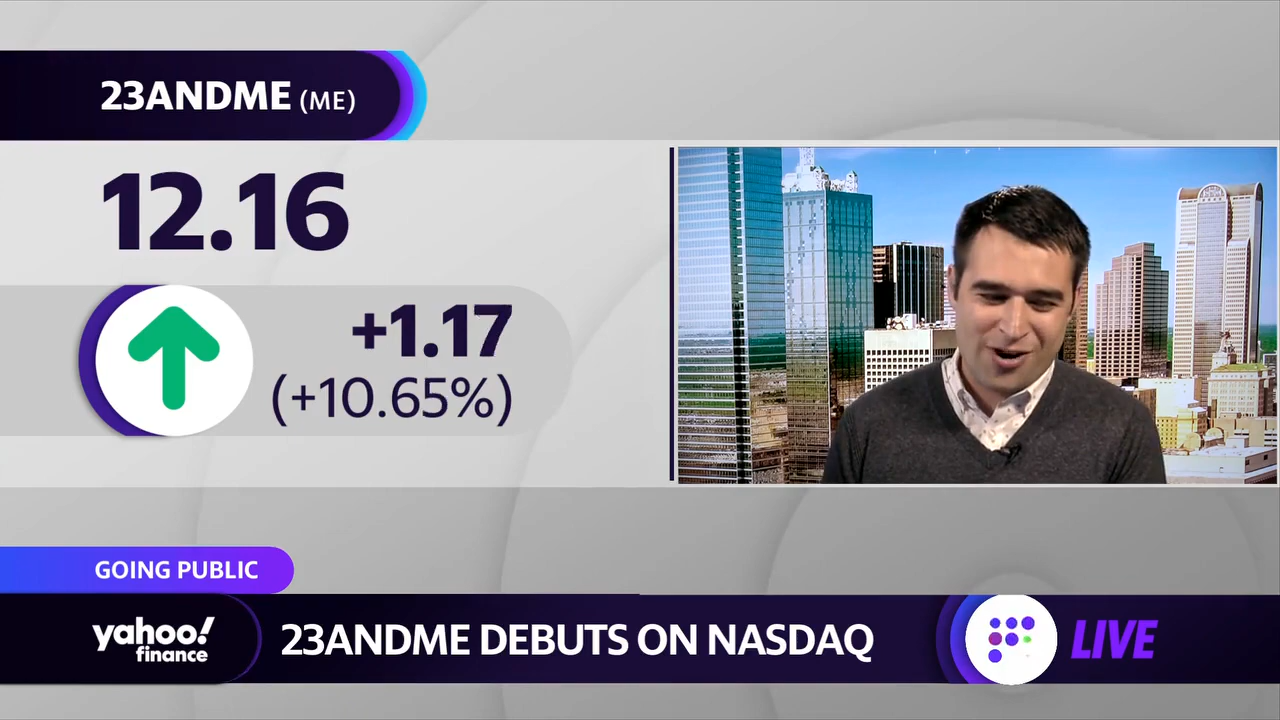 23ANDME (ME)
12.16
+1.17
(+10.65%)
GOING PUBLIC
yahoo!
finance
23ANDME DEBUTS ON NASDAQ
LIVE